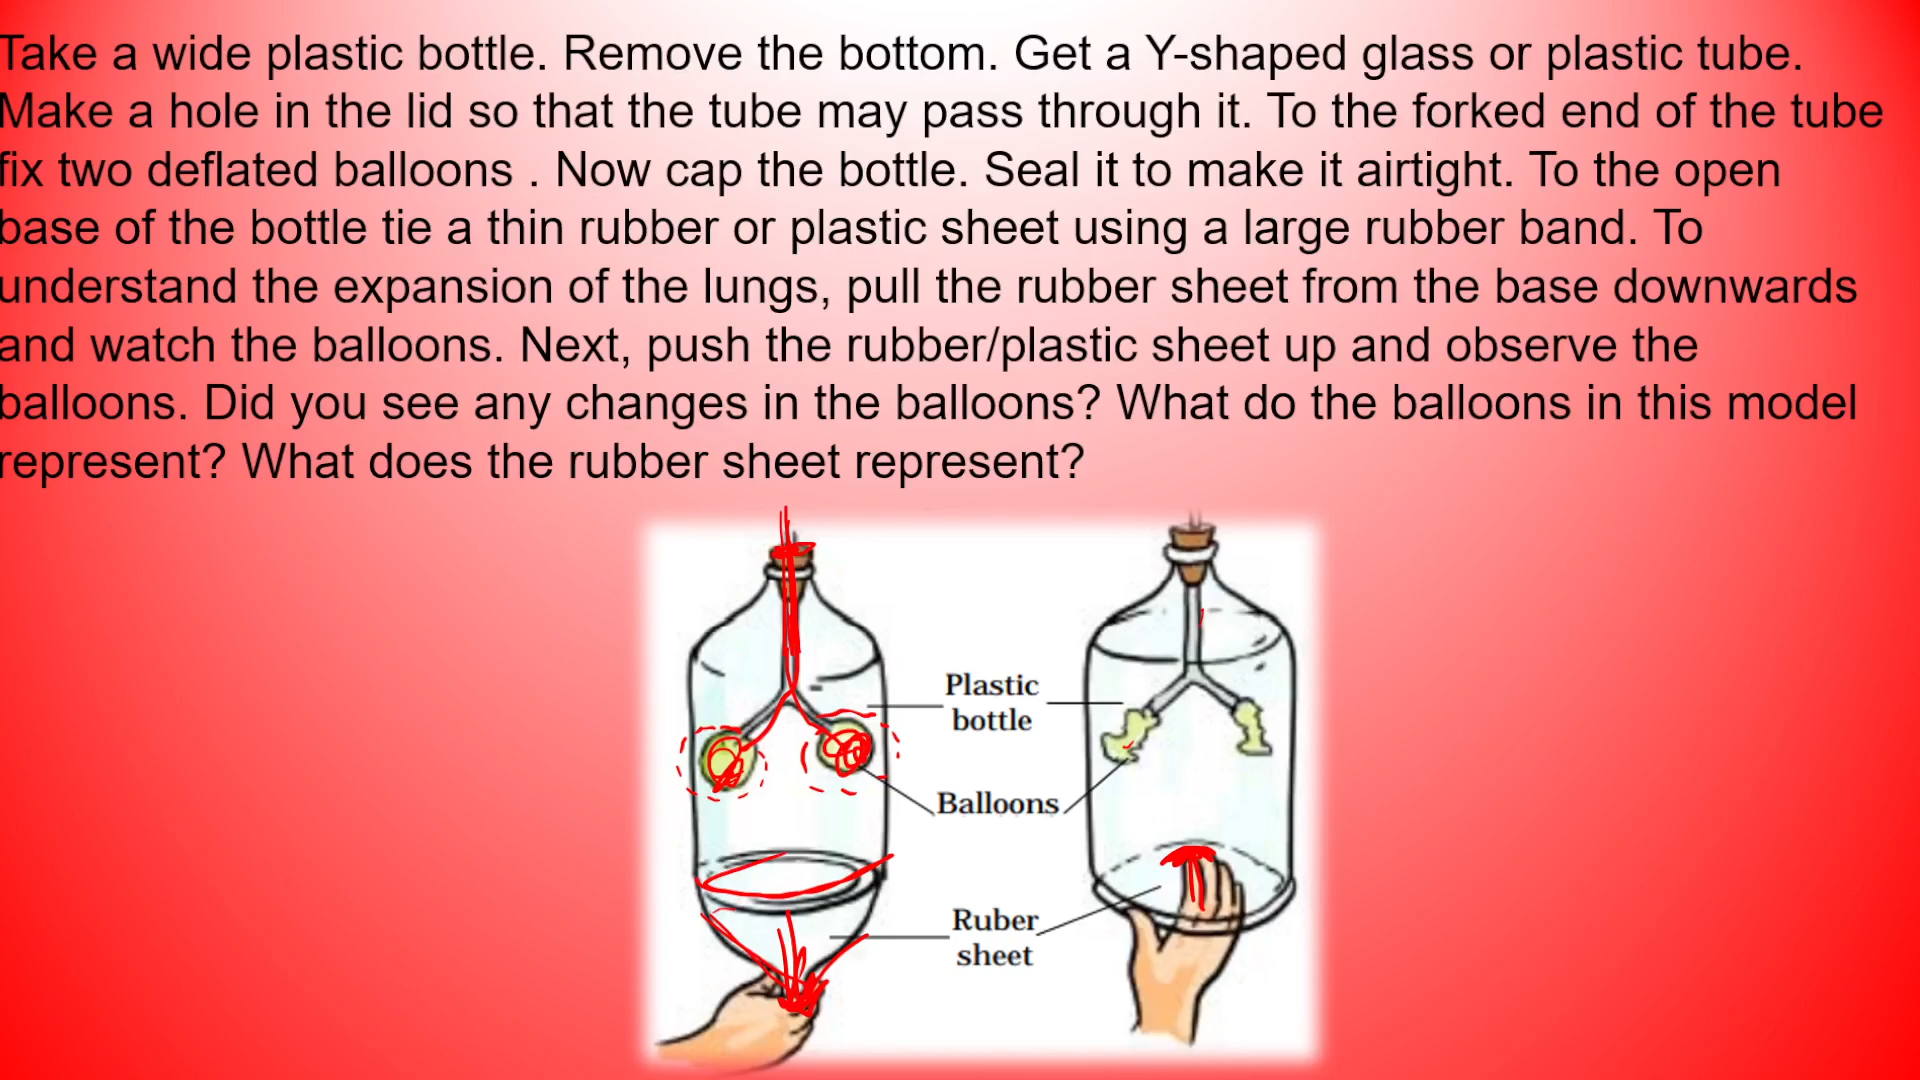 Take a wide plastic bottle. Remove the bottom. Get a Y-shaped glass or plastic tube.
Make a hole in the lid so that the tube may pass through it. To the forked end of the tube
fix two deflated balloons . Now cap the bottle. Seal it to make it airtight. To the open
base of the bottle tie a thin rubber or plastic sheet using a large rubber band. To
understand the expansion of the lungs, pull the rubber sheet from the base downwards
and watch the balloons. Next, push the rubber/plastic sheet up and observe the
balloons. Did you see any changes in the balloons? What do the balloons in this model
represent? What does the rubber sheet represent?
Plastic
bottle
Balloons
Ruber
sheet